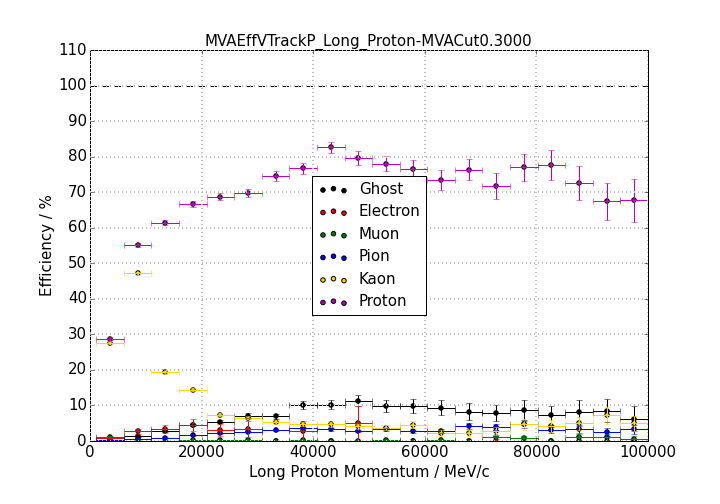 MVAEffVTrackP_Long_Proton-MVACut0.3000
110
100
90
80
70
60
50
40
30
20
10
0
Efficiency / %
Ghost
Electron
Muon
Pion
Kaon
Proton
0 20000 40000 60000 80000 100000
Long Proton Momentum / MeV/c